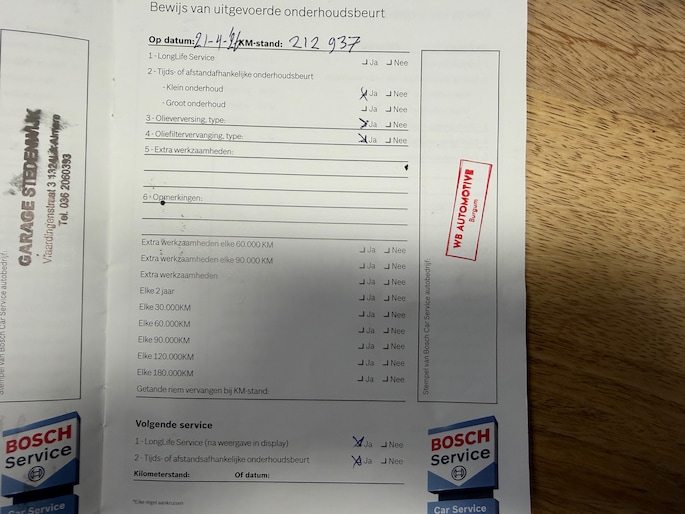 Bewijs van uitgevoerde onderhoudsbeurt
Op datum: 21-4-26 KM-stand: 212 937
1 - LongLife Service Ja Nee
2 - Tijds- of afstandafhankelijke onderhoudsbeurt
- Klein onderhoud Ja Nee
- Groot onderhoud Ja Nee
3 - Olieverversing, type: Ja Nee
4 - Oliefiltervervanging, type: Ja Nee
5 - Extra werkzaamheden:
6 - Opmerkingen:
Extra werkzaamheden elke 60.000 KM Ja Nee
Extra werkzaamheden elke 90.000 KM Ja Nee
Extra werkzaamheden Ja Nee
Elke 2 jaar Ja Nee
Elke 30.000KM Ja Nee
Elke 60.000KM Ja Nee
Elke 90.000KM Ja Nee
Elke 120.000KM Ja Nee
Elke 180.000KM Ja Nee
Getande riem vervangen bij KM-stand:
Volgende service
1 - LongLife Service (na weergave in display) Ja Nee
2 - Tijds- of afstandsafhankelijke onderhoudsbeurt Ja Nee
Kilometerstand: Of datum:
GARAGE STEDENWIJK
Vlaardingenstraat 3
Tel. 036 2060393
Stempel van Bosch Car Service autobedrijf:
BOSCH
Service
WB AUTOMOTIVE
Burgum
Stempel van Bosch Car Service autobedrijf:
BOSCH
Service
Car Service